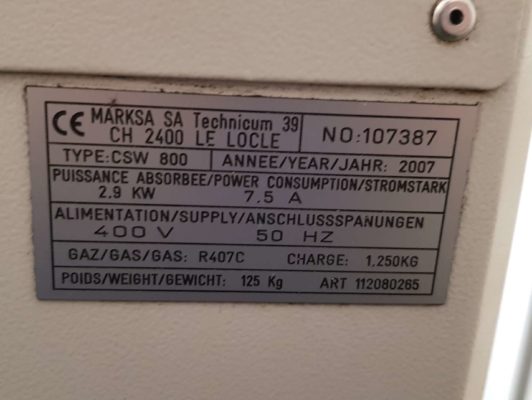 CE MARKSA SA Technicum 39
CH 2400 LE LOCLE
NO:107387
TYPE:CSW 800
ANNEE/YEAR/JAHR: 2007
PUISSANCE ABSORBEE/POWER CONSUMPTION/STROMSTARK
2.9 KW 7.5 A
ALIMENTATION/SUPPLY/ANSCHLUSSSPANUNGEN
400 V 50 HZ
GAZ/GAS/GAS: R407C CHARGE: 1.250KG
POIDS/WEIGHT/GEWICHT: 125 Kg ART 112080265